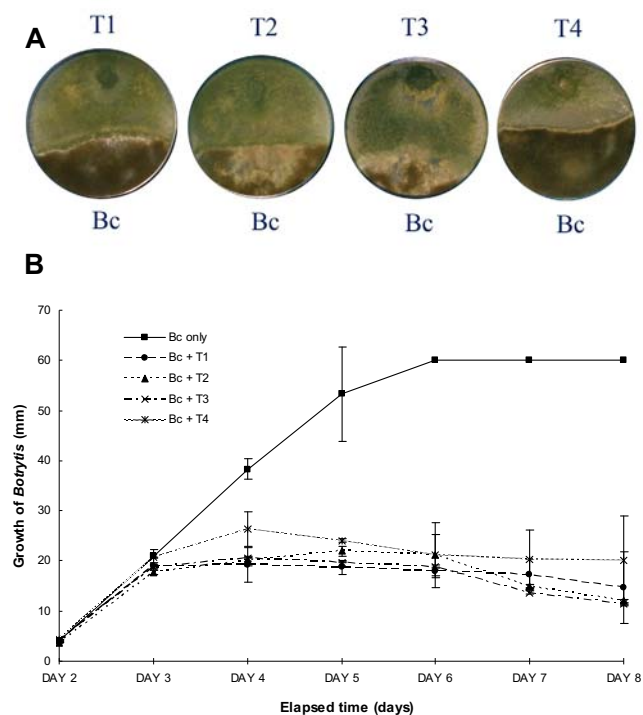 A
T1 T2 T3 T4
Bc Bc Bc Bc
B
70
60
50
40
30
20
10
0
Growth of Botrytis (mm)
Bc only
Bc + T1
Bc + T2
Bc + T3
Bc + T4
DAY 2 DAY 3 DAY 4 DAY 5 DAY 6 DAY 7 DAY 8
Elapsed time (days)